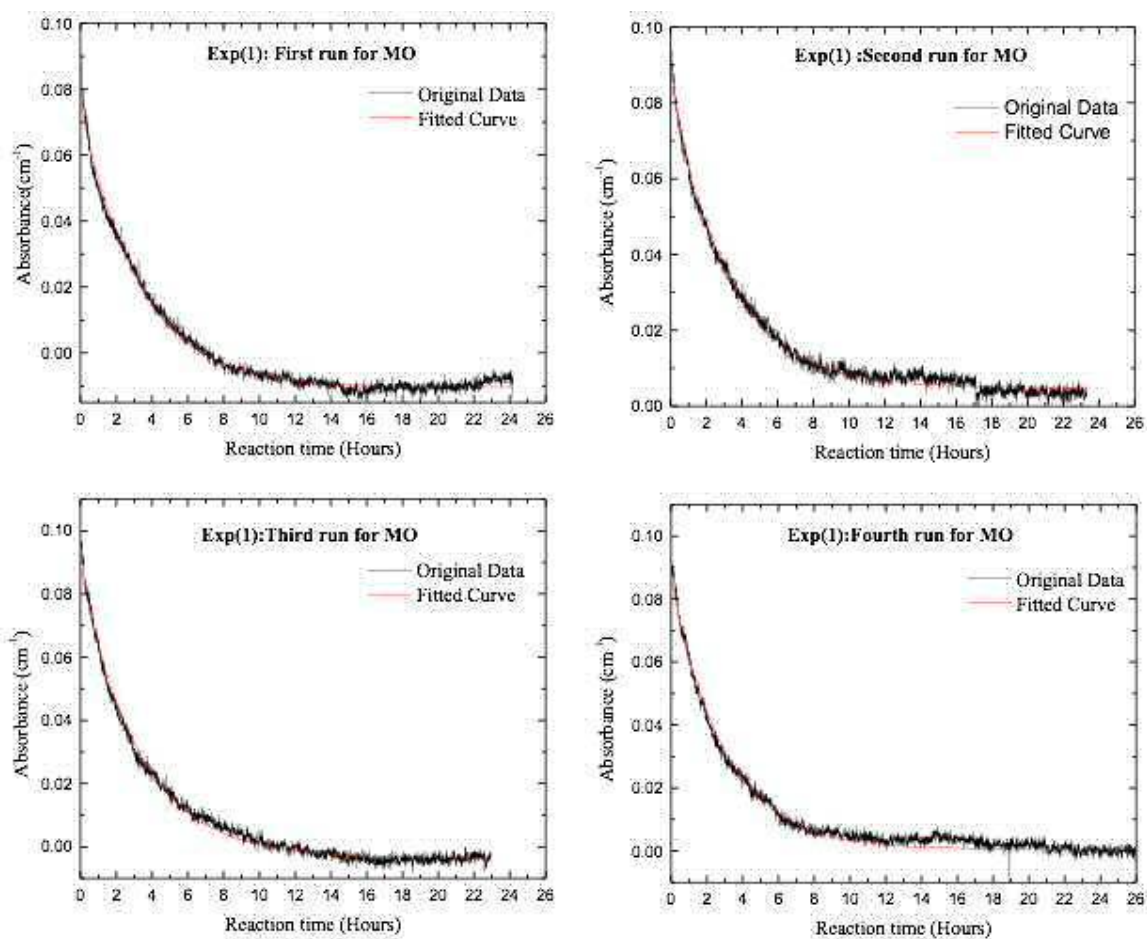 0.10
Exp(1): First run for MO
0.08
Original Data
Fitted Curve
0.06
Absorbance(cm⁻¹)
0.04
0.02
0.00
0 2 4 6 8 10 12 14 16 18 20 22 24 26
Reaction time (Hours)
0.10
Exp(1) :Second run for MO
0.08
Original Data
Fitted Curve
0.06
Absorbance (cm⁻¹)
0.04
0.02
0.00
0 2 4 6 8 10 12 14 16 18 20 22 24 26
Reaction time (Hours)
0.10
Exp(1):Third run for MO
Original Data
0.08
Fitted Curve
0.06
Absorbance (cm⁻¹)
0.04
0.02
0.00
0 2 4 6 8 10 12 14 16 18 20 22 24 26
Reaction time (Hours)
0.10
Exp(1):Fourth run for MO
Original Data
0.08
Fitted Curve
0.06
Absorbance (cm⁻¹)
0.04
0.02
0.00
0 2 4 6 8 10 12 14 16 18 20 22 24 26
Reaction time (Hours)